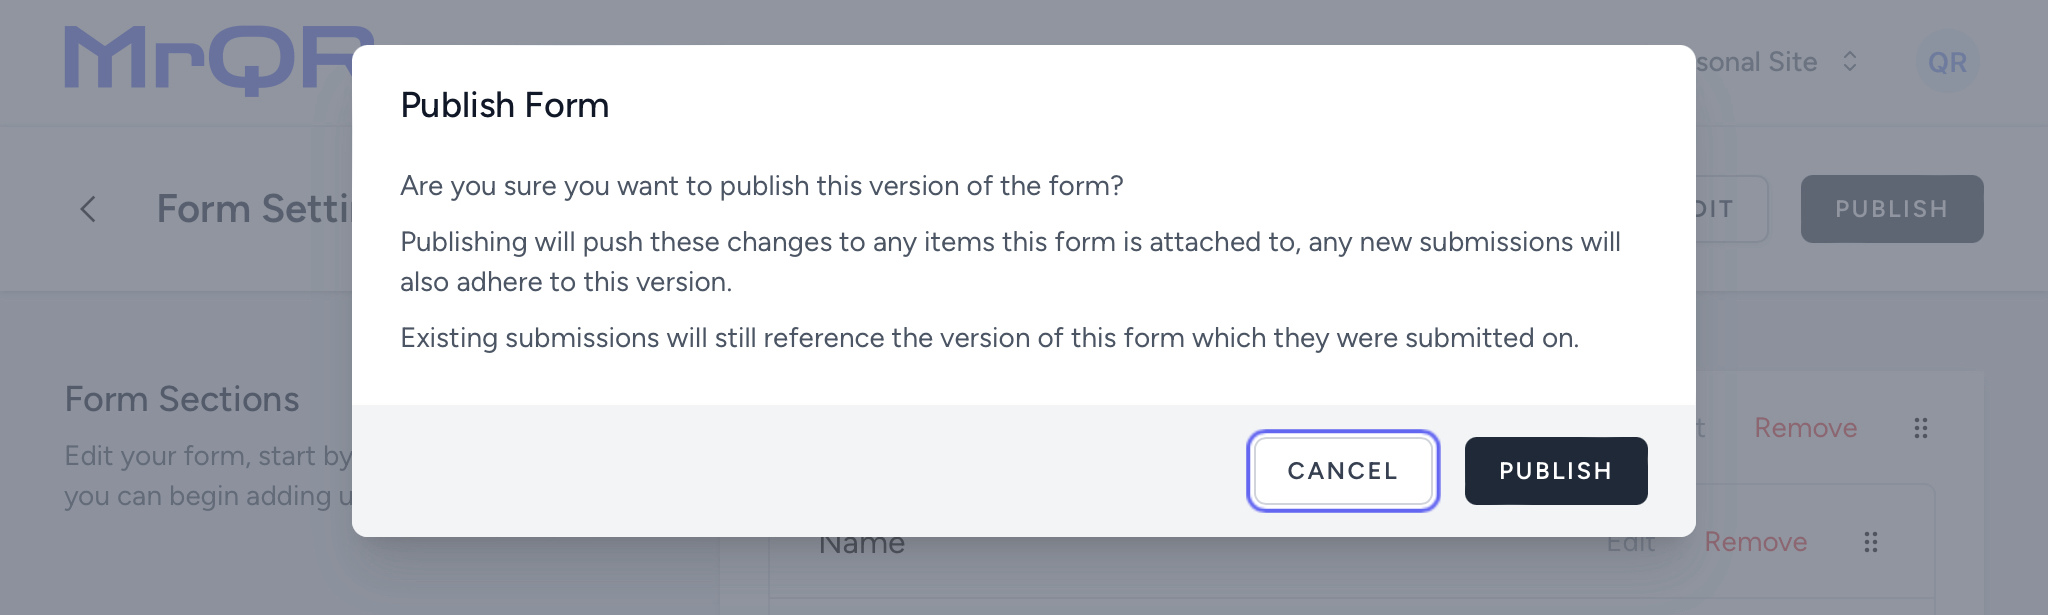 MrQR
Personal Site
QR
Publish Form
Form Setti
EDIT
PUBLISH
Are you sure you want to publish this version of the form?
Publishing will push these changes to any items this form is attached to, any new submissions will
also adhere to this version.
Existing submissions will still reference the version of this form which they were submitted on.
CANCEL
PUBLISH
Form Sections
Edit your form, start by
you can begin adding
Remove
Name
Edit
Remove